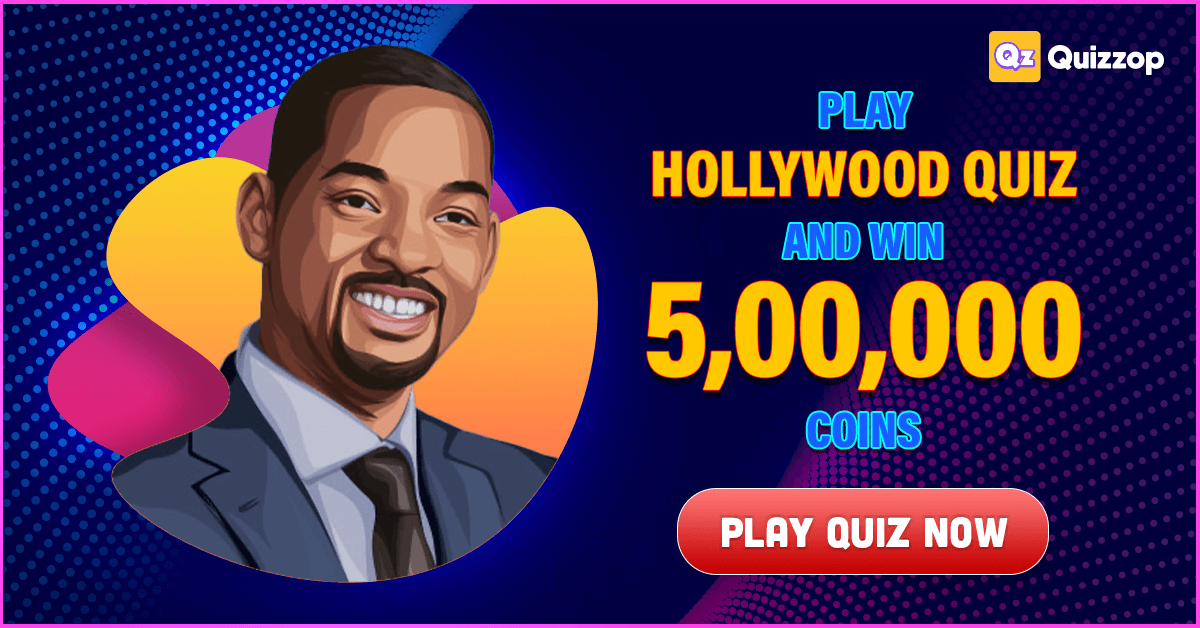 Qz Quizzop
PLAY
HOLLYWOOD QUIZ
AND WIN
5,00,000
COINS
PLAY QUIZ NOW